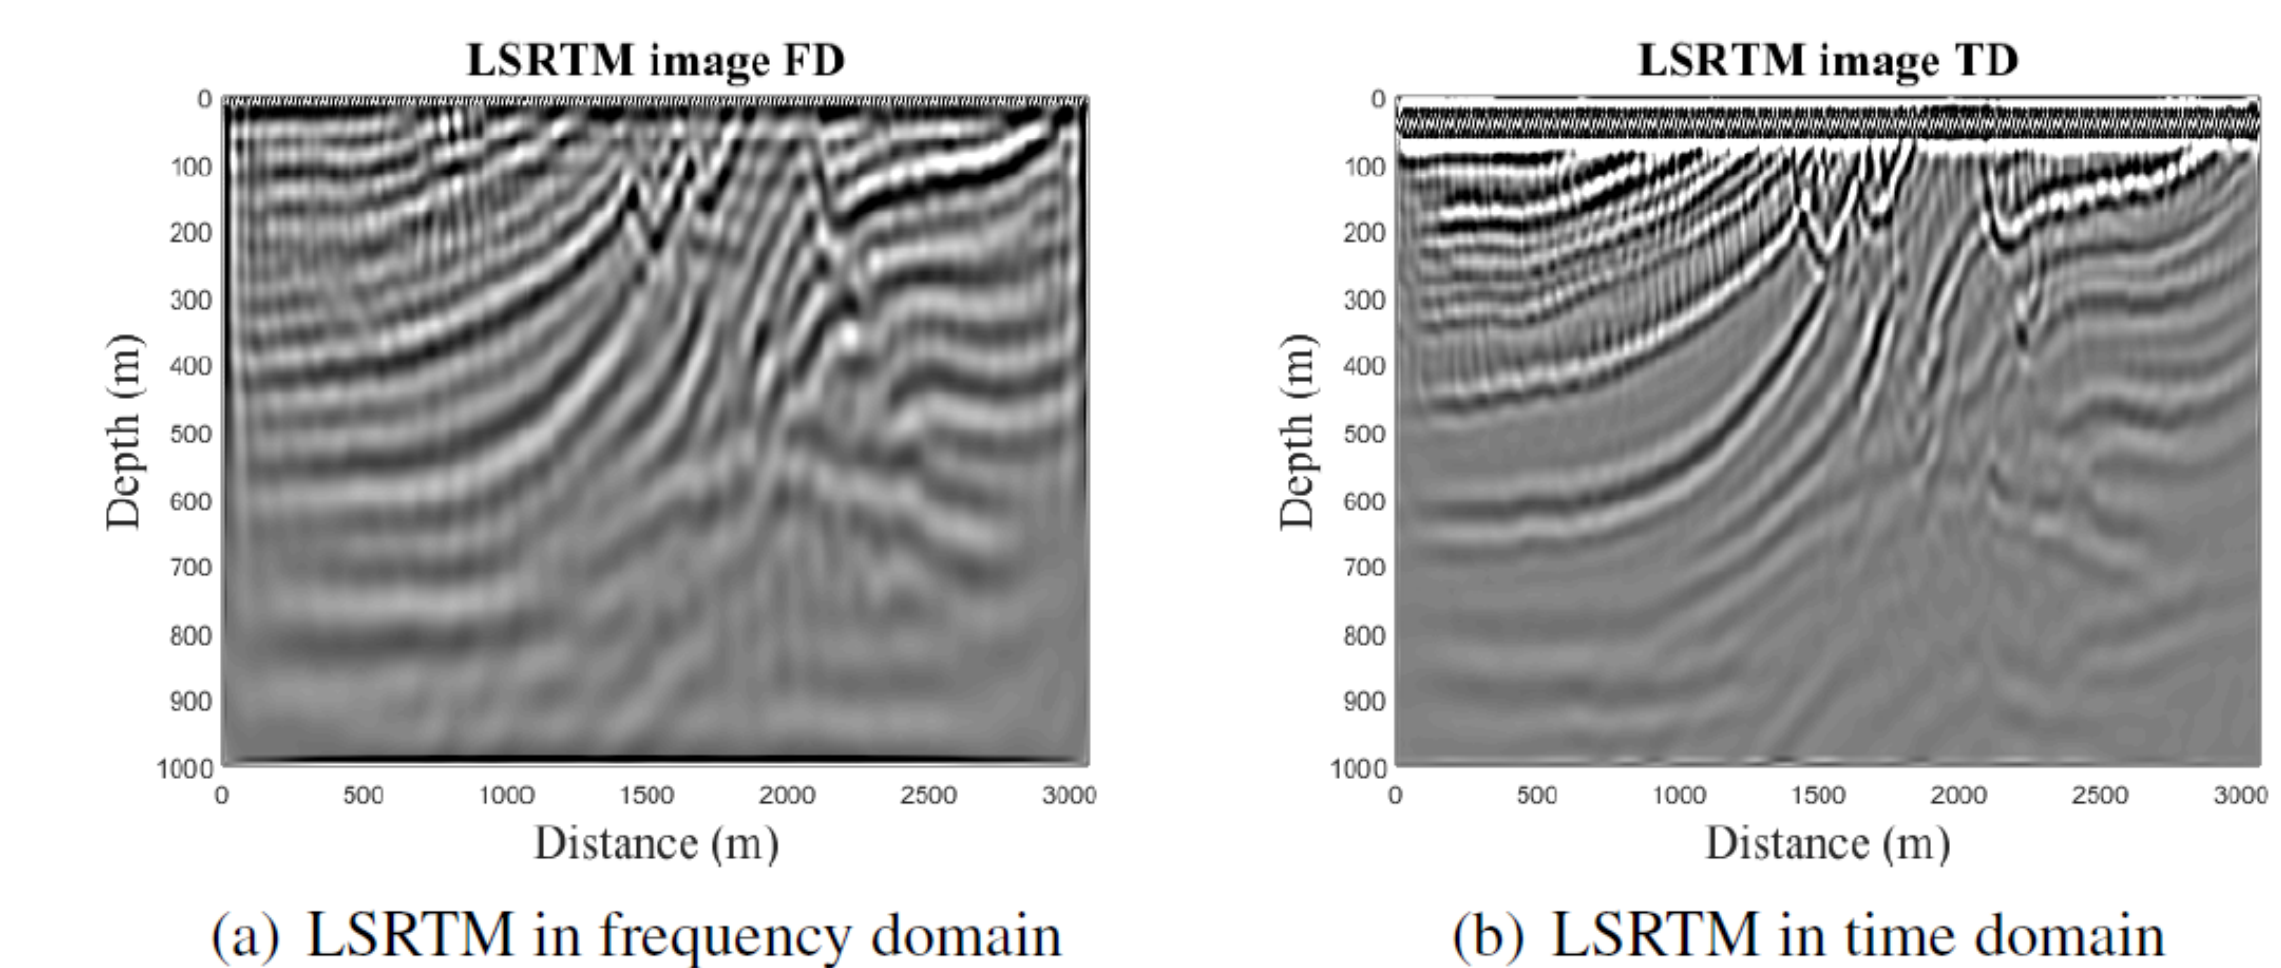 LSRTM image FD
0
100
200
300
400
500
600
700
800
900
1000
Depth (m)
0 500 1000 1500 2000 2500 3000
Distance (m)
(a) LSRTM in frequency domain
LSRTM image TD
0
100
200
300
400
500
600
700
800
900
1000
Depth (m)
0 500 1000 1500 2000 2500 3000
Distance (m)
(b) LSRTM in time domain